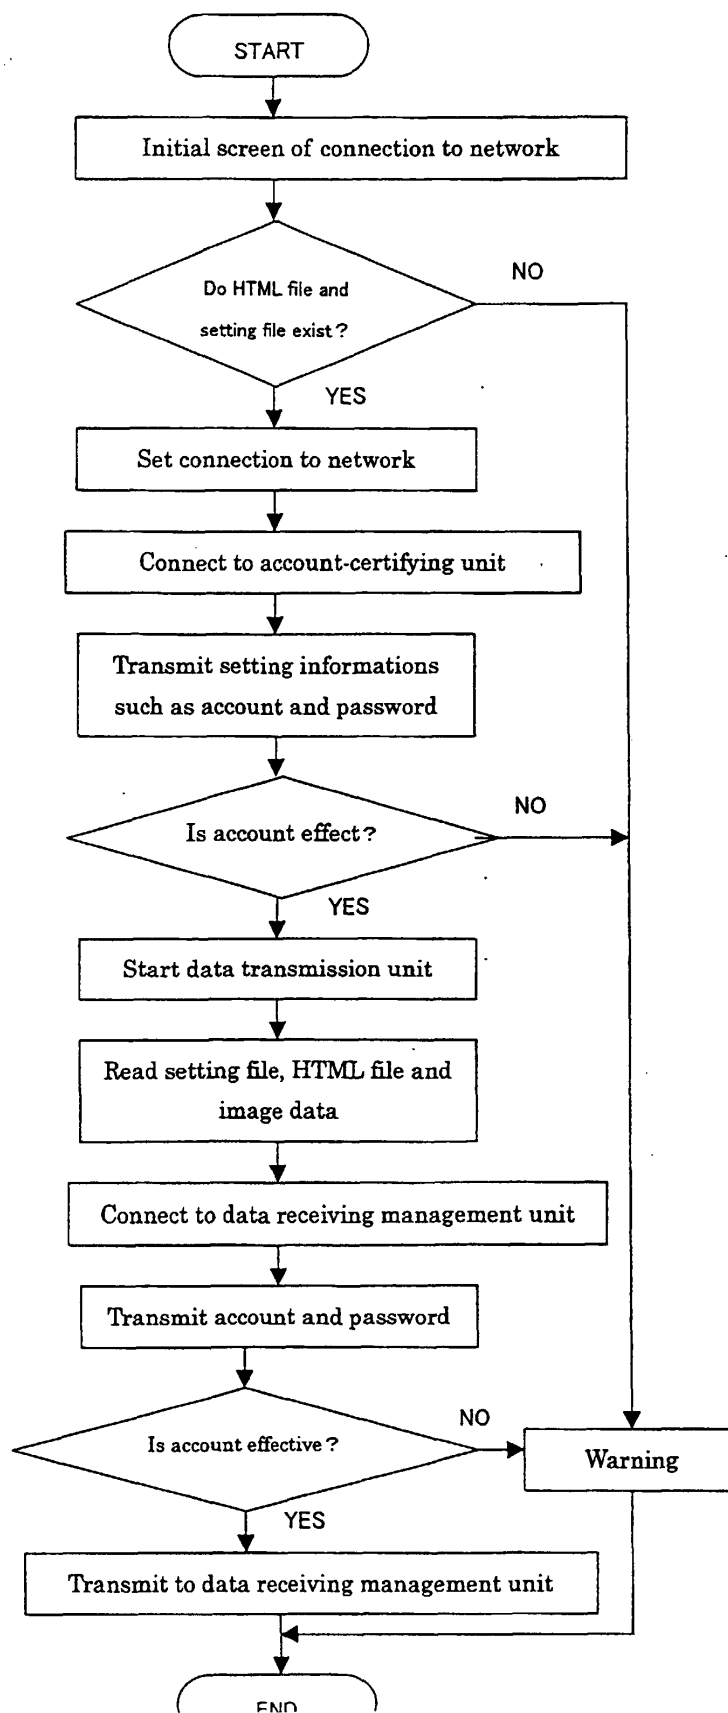 START
Initial screen of connection to network
Do HTML file and
setting file exist?
NO
YES
Set connection to network
Connect to account-certifying unit
Transmit setting informations
such as account and password
Is account effect?
NO
YES
Start data transmission unit
Read setting file, HTML file and
image data
Connect to data receiving management unit
Transmit account and password
Is account effective?
NO
Warning
YES
Transmit to data receiving management unit
END